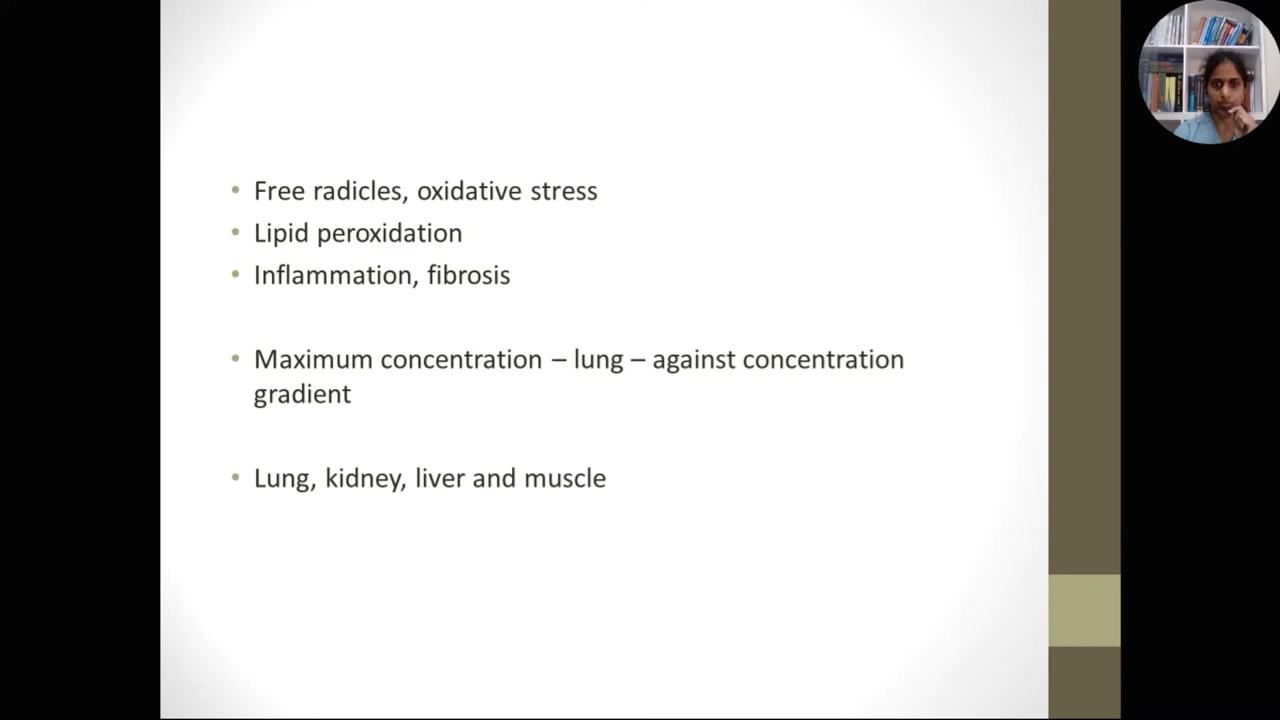 • Free radicles, oxidative stress
• Lipid peroxidation
• Inflammation, fibrosis
• Maximum concentration – lung – against concentration
gradient
• Lung, kidney, liver and muscle